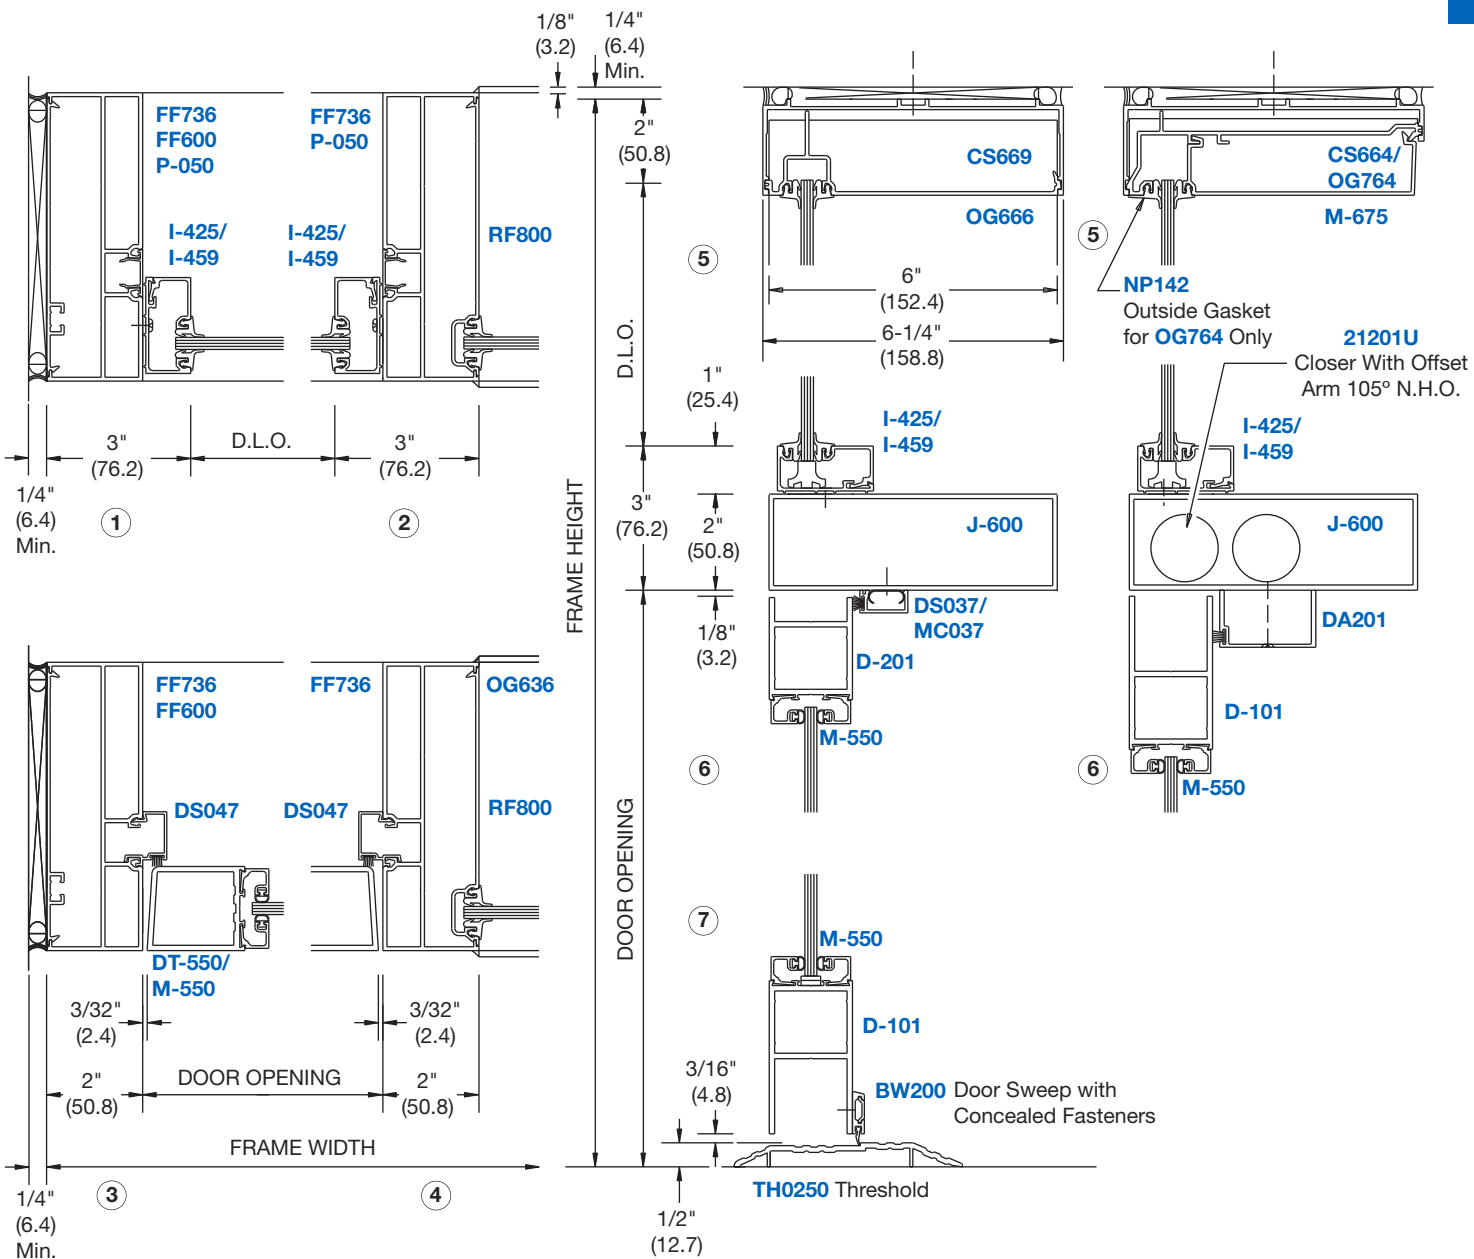 1/8"
(3.2)
1/4"
(6.4)
Min.
FF736
FF600
P-050
FF736
P-050
I-425/
I-459
I-425/
I-459
RF800
3"
(76.2)
D.L.O.
3"
(76.2)
1/4"
(6.4)
Min.
1
2
FF736
FF600
FF736
OG636
DS047
DS047
RF800
DT-550/
M-550
3/32"
(2.4)
3/32"
(2.4)
2"
(50.8)
DOOR OPENING
2"
(50.8)
FRAME WIDTH
1/4"
(6.4)
Min.
3
4
FRAME HEIGHT
2"
(50.8)
D.L.O.
3"
(76.2)
DOOR OPENING
CS669
OG666
5
6"
(152.4)
6-1/4"
(158.8)
1"
(25.4)
I-425/
I-459
2"
(50.8)
J-600
1/8"
(3.2)
DS037/
MC037
D-201
M-550
6
7
M-550
D-101
3/16"
(4.8)
BW200 Door Sweep with
Concealed Fasteners
TH0250 Threshold
1/2"
(12.7)
CS664/
OG764
M-675
5
NP142
Outside Gasket
for OG764 Only
21201U
Closer With Offset
Arm 105º N.H.O.
I-425/
I-459
J-600
DA201
D-101
6
M-550